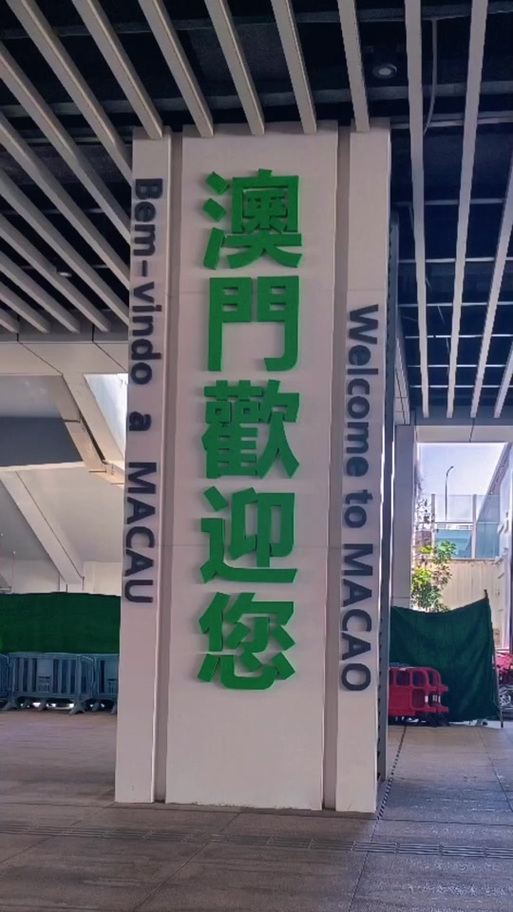 Bem-vindo a MACAU
澳門歡迎您
Welcome to MACAO